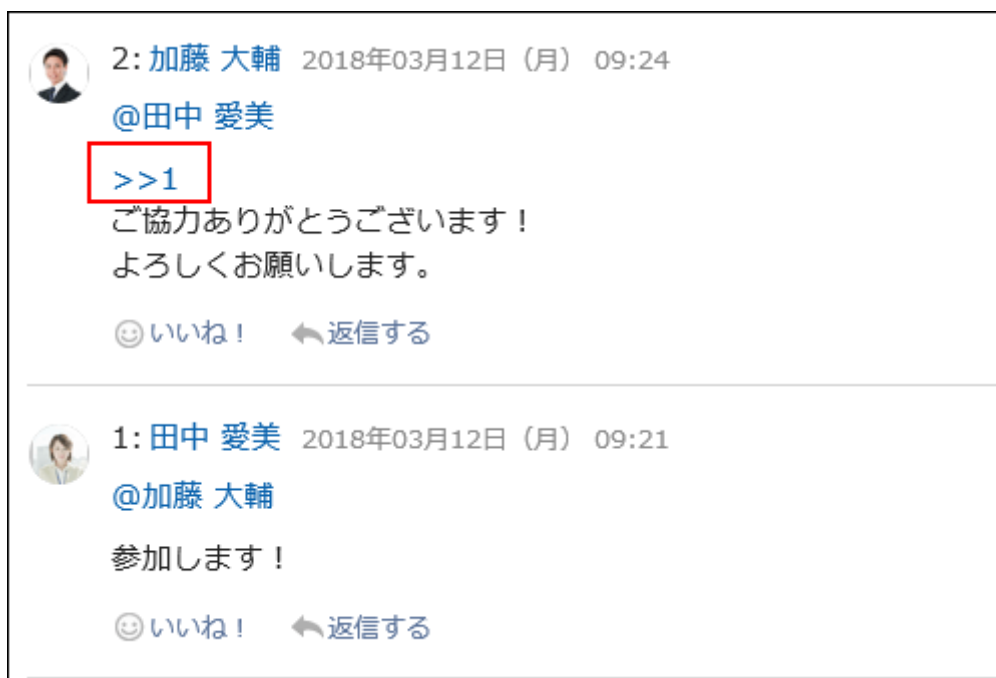 2: 加藤 大輔 2018年03月12日（月） 09:24
@田中 愛美
>>1
ご協力ありがとうございます！
よろしくお願いします。
いいね！ 返信する
1: 田中 愛美 2018年03月12日（月） 09:21
@加藤 大輔
参加します！
いいね！ 返信する